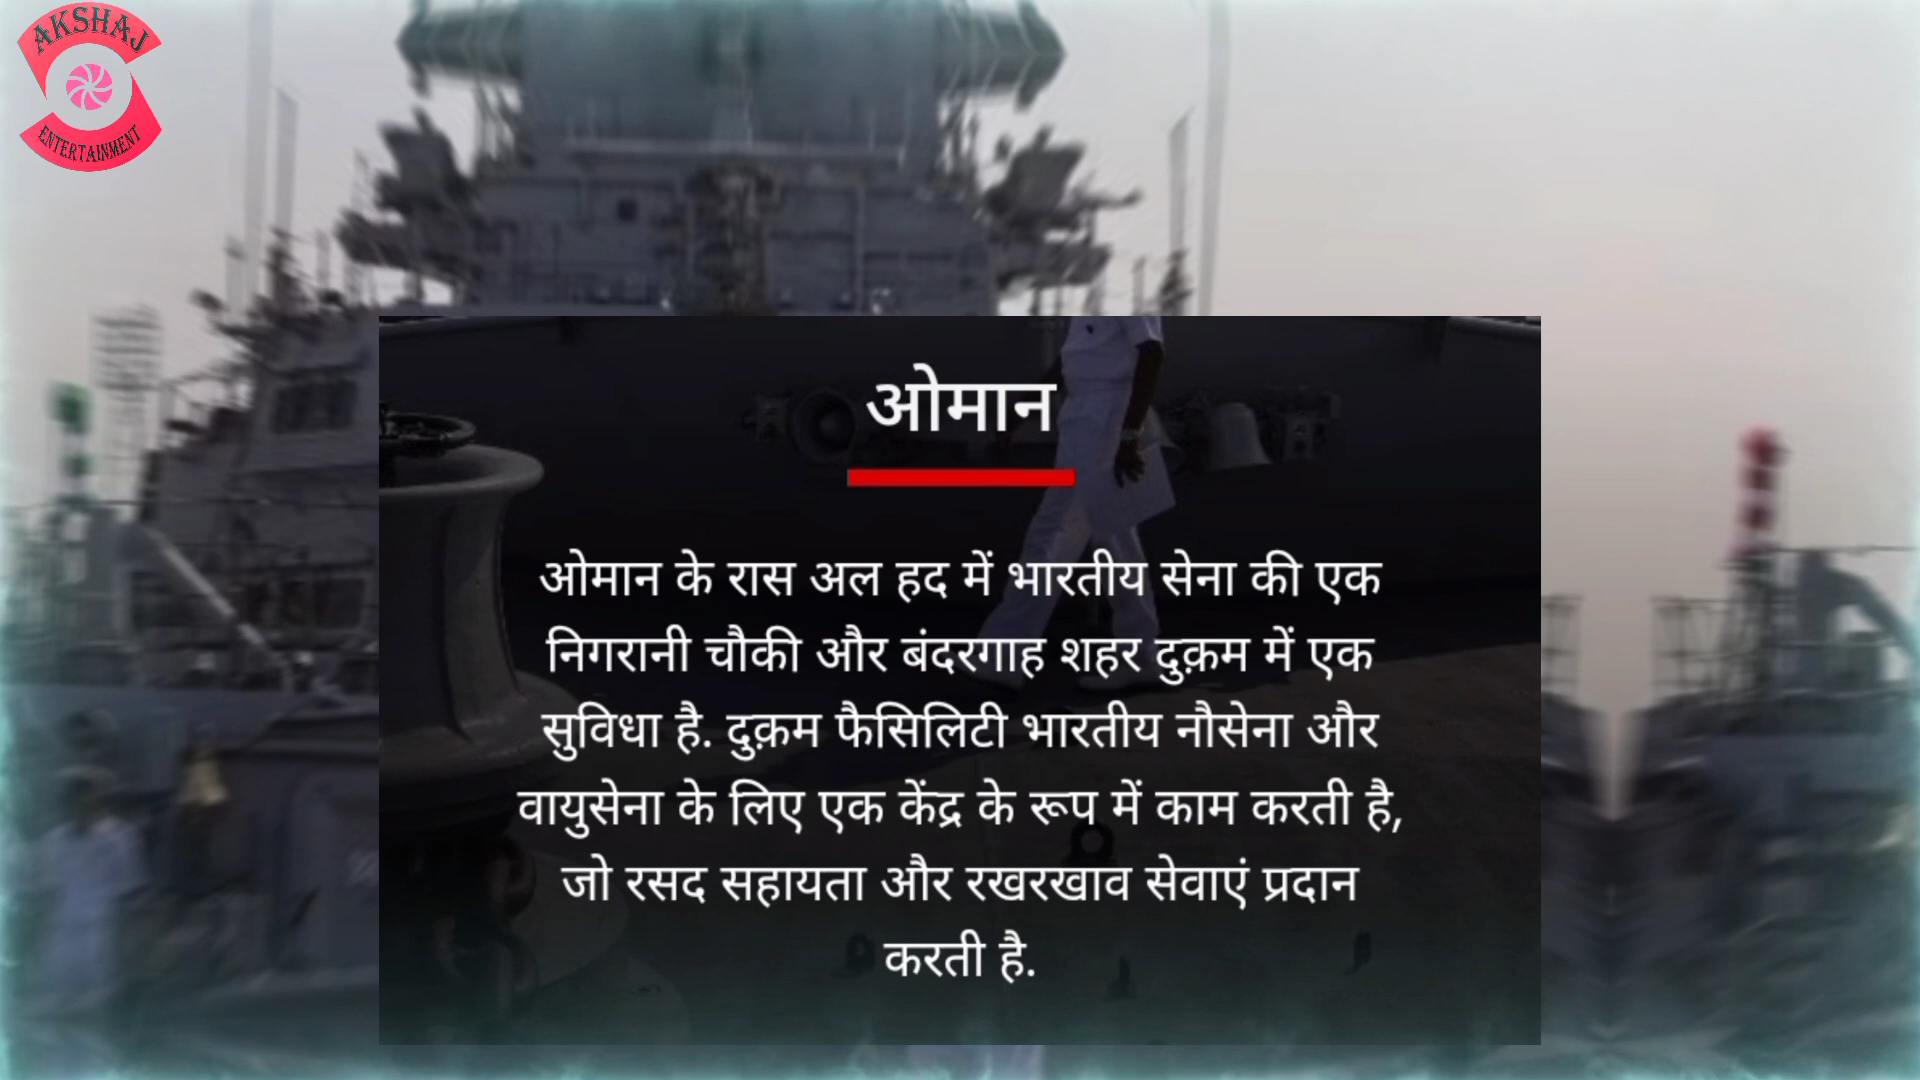 AKSHAJ
ENTERTAINMENT
ओमान
ओमान के रास अल हद में भारतीय सेना की एक
निगरानी चौकी और बंदरगाह शहर दुक़म में एक
सुविधा है. दुक़म फैसिलिटी भारतीय नौसेना और
वायुसेना के लिए एक केंद्र के रूप में काम करती है,
जो रसद सहायता और रखरखाव सेवाएं प्रदान
करती है.